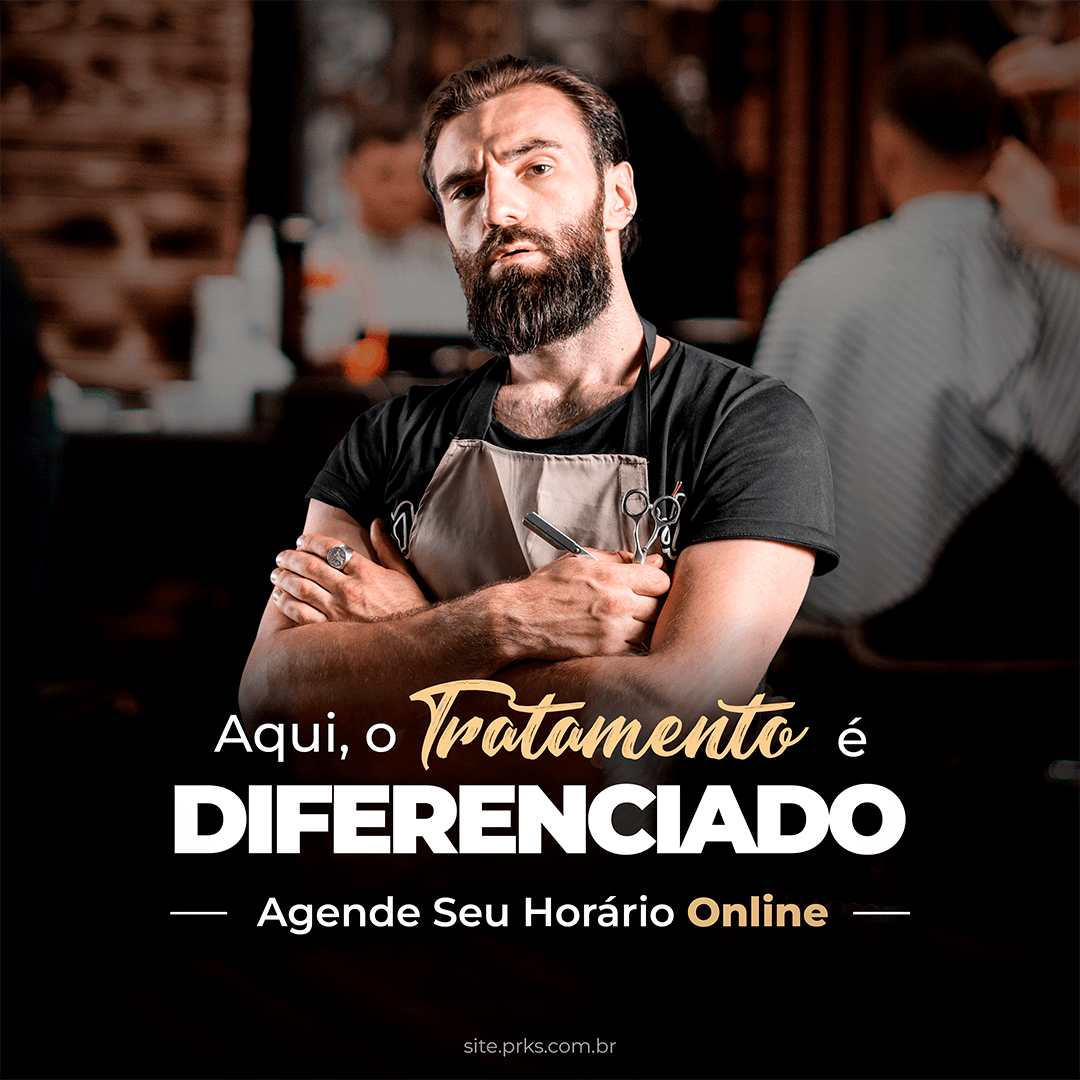 Aqui, o Tratamento é
DIFERENCIADO
Agende Seu Horário Online
site.prks.com.br